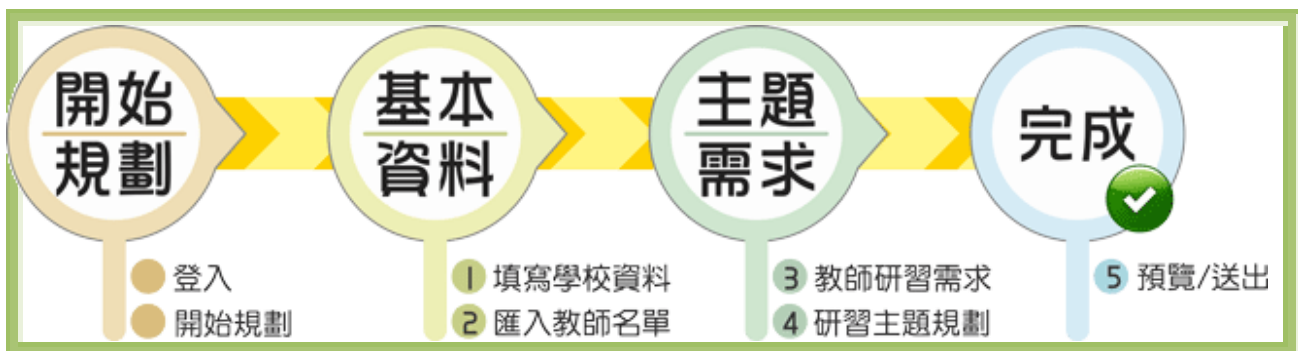 開始
規劃
登入
開始規劃
基本
資料
1 填寫學校資料
2 匯入教師名單
主題
需求
3 教師研習需求
4 研習主題規劃
完成
5 預覽/送出